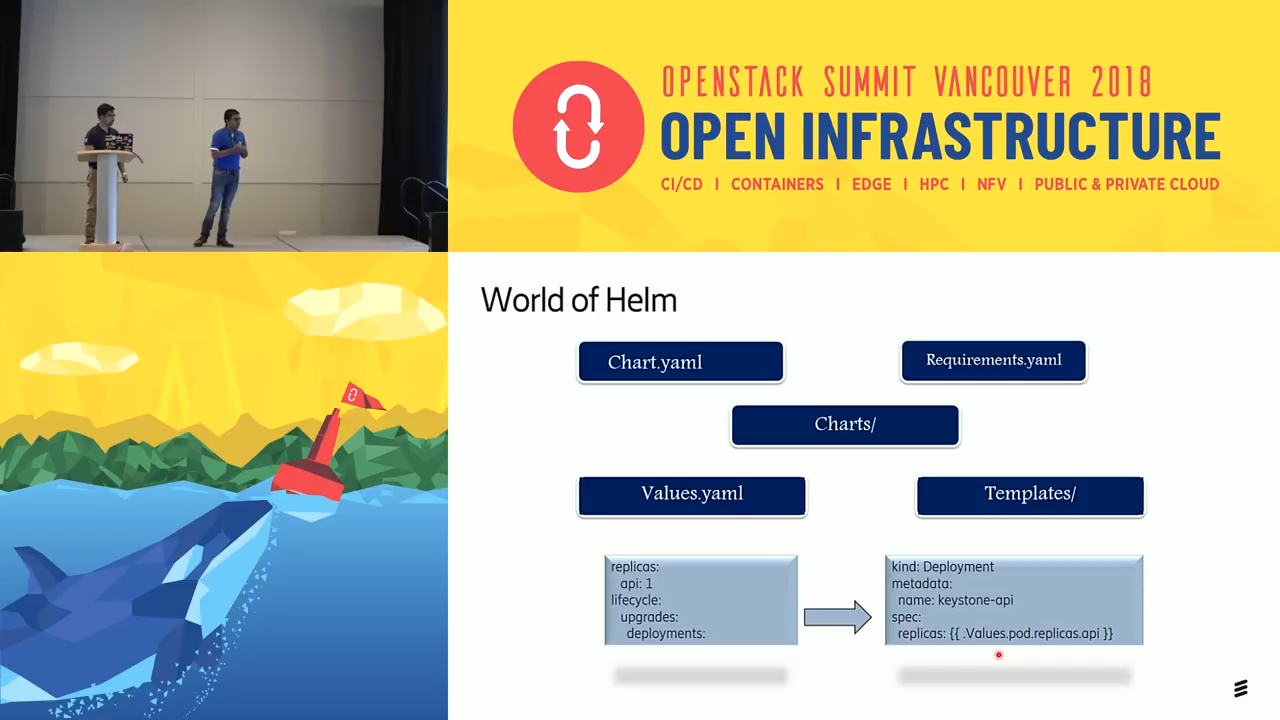 OPENSTACK SUMMIT VANCOUVER 2018
OPEN INFRASTRUCTURE
CI/CD | CONTAINERS | EDGE | HPC | NFV | PUBLIC & PRIVATE CLOUD
World of Helm
Chart.yaml
Requirements.yaml
Charts/
Values.yaml
Templates/
replicas:
api: 1
lifecycle:
upgrades:
deployments:
kind: Deployment
metadata:
name: keystone-api
spec:
replicas: {{ .Values.pod.replicas.api }}